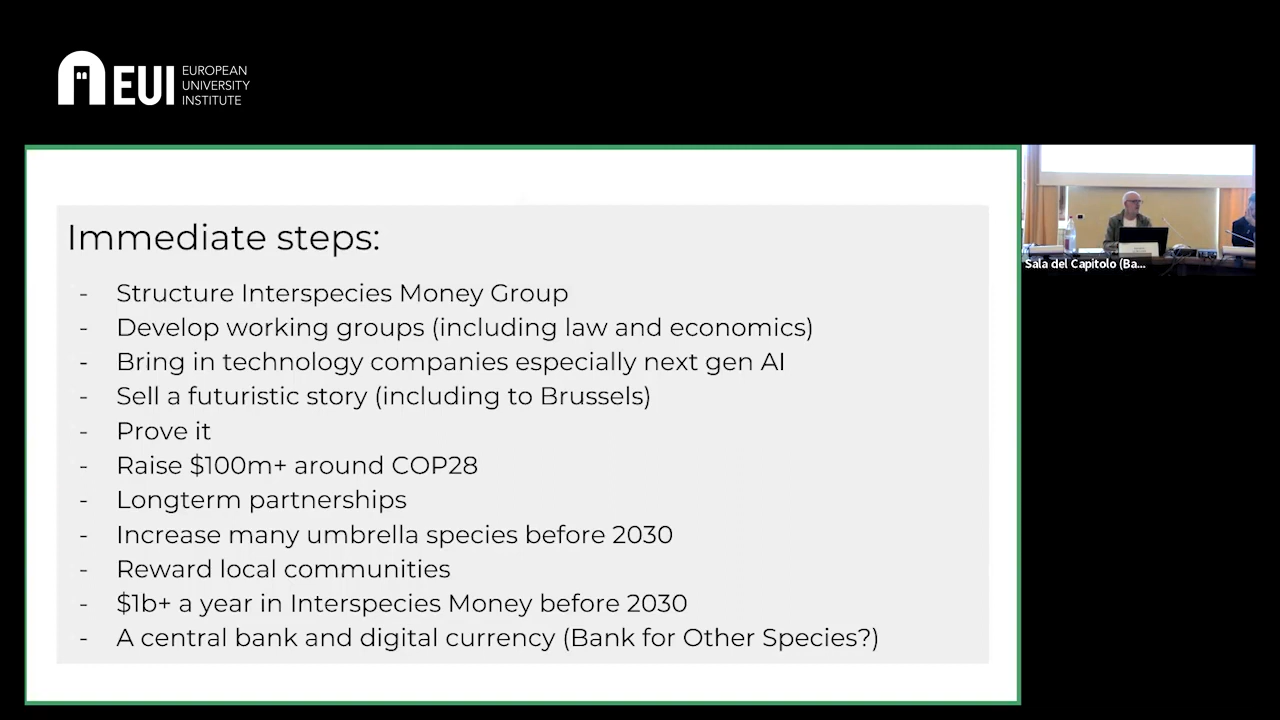 EUI
EUROPEAN
UNIVERSITY
INSTITUTE
Immediate steps:
- Structure Interspecies Money Group
- Develop working groups (including law and economics)
- Bring in technology companies especially next gen AI
- Sell a futuristic story (including to Brussels)
- Prove it
- Raise $100m+ around COP28
- Longterm partnerships
- Increase many umbrella species before 2030
- Reward local communities
- $1b+ a year in Interspecies Money before 2030
- A central bank and digital currency (Bank for Other Species?)
Sala del Capitolo (Ba...